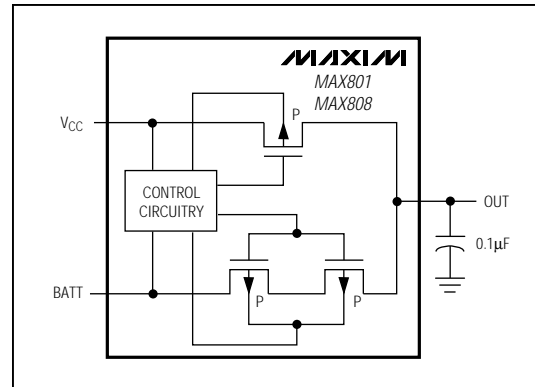 MAXIM
MAX801
MAX808
P
VCC
CONTROL
CIRCUITRY
OUT
0.1µF
BATT
P
P